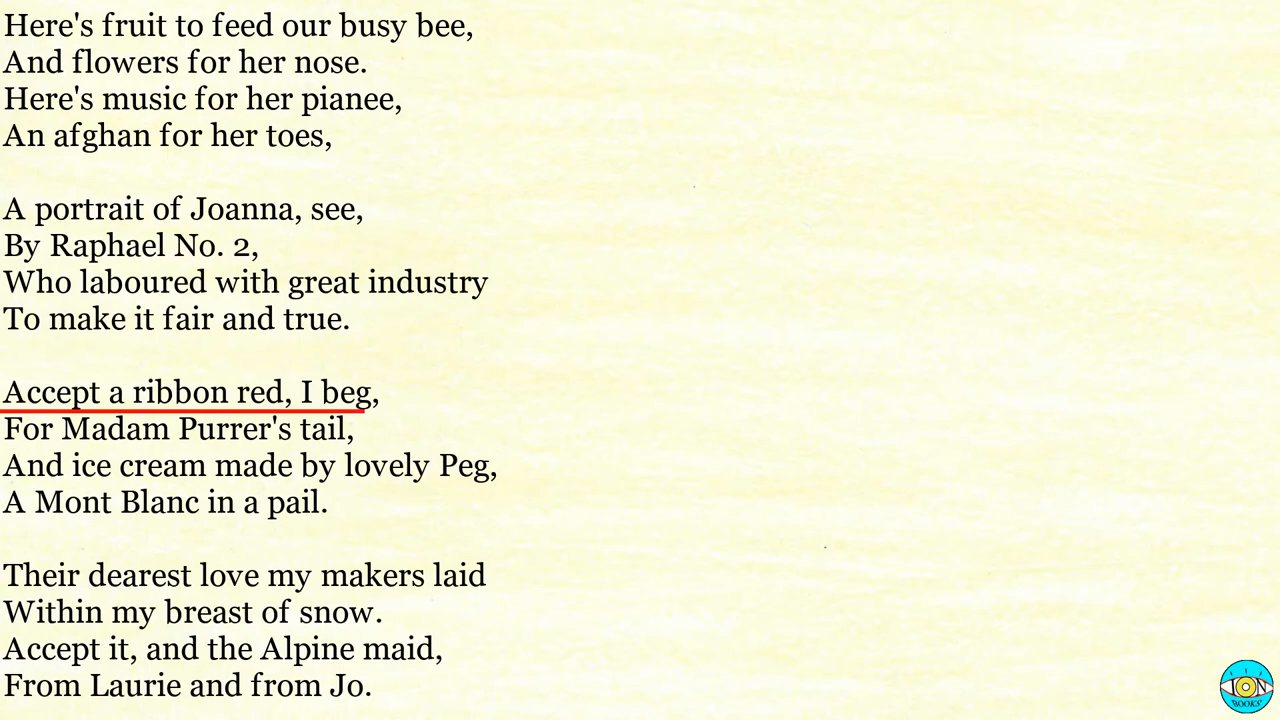 Here's fruit to feed our busy bee,
And flowers for her nose.
Here's music for her pianee,
An afghan for her toes,
A portrait of Joanna, see,
By Raphael No. 2,
Who laboured with great industry
To make it fair and true.
Accept a ribbon red, I beg,
For Madam Purrer's tail,
And ice cream made by lovely Peg,
A Mont Blanc in a pail.
Their dearest love my makers laid
Within my breast of snow.
Accept it, and the Alpine maid,
From Laurie and from Jo.
ION
BOOKS